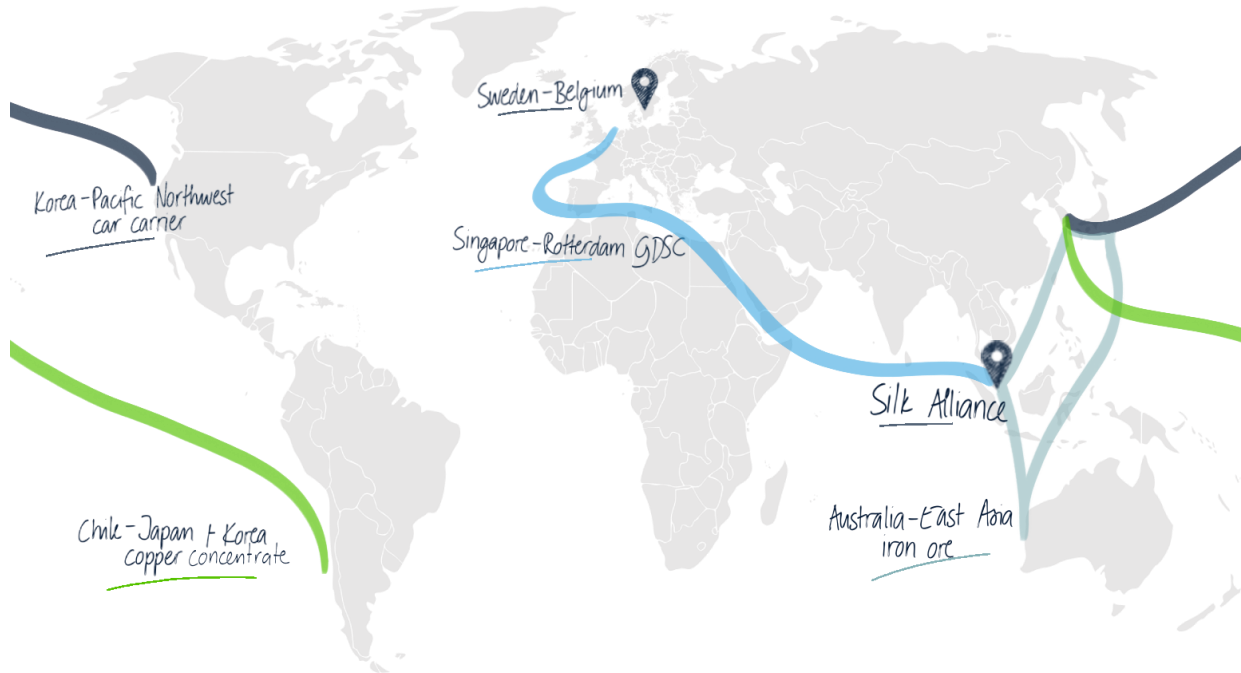 Sweden-Belgium
Korea-Pacific Northwest
car carrier
Singapore-Rotterdam GDSC
Silk Alliance
Chile-Japan + Korea
copper concentrate
Australia-East Asia
iron ore